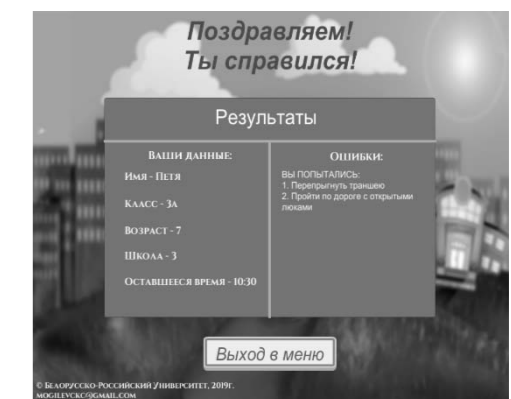 Поздравляем!
Ты справился!
Результаты
Ваши данные:
Имя - Петя
Класс - 3а
Возраст - 7
Школа - 3
Оставшееся время - 10:30
Ошибки:
ВЫ ПОПЫТАЛИСЬ:
1. Перепрыгнуть траншею
2. Пройти по дороге с открытыми
люками
Выход в меню
© Белорусско-Российский Университет, 2019г.
mogilevckc@gmail.com